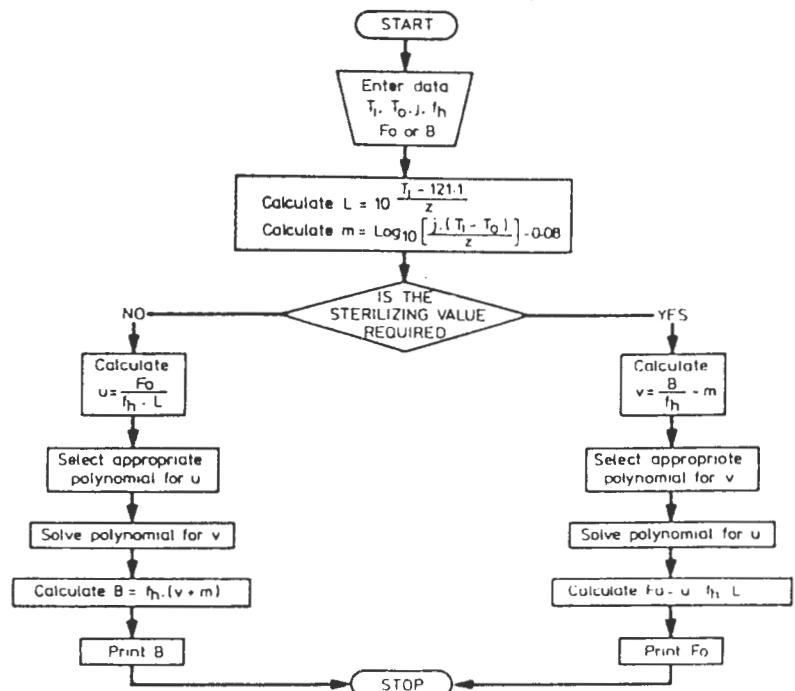 START
Enter data
T₁, T₀, j, fh
Fo or B
Calculate L = 10 T₁ - 121·1 / z
Calculate m = Log10 [ j.(T₁ - T₀) / z ] - 0·08
IS THE
STERILIZING VALUE
REQUIRED
NO
YES
Calculate
u = Fo / fh . L
Select appropriate
polynomial for u
Solve polynomial for v
Calculate B = fh.(v + m)
Print B
Calculate
v = B / fh - m
Select appropriate
polynomial for v
Solve polynomial for u
Calculate Fo = u fh L
Print Fo
STOP